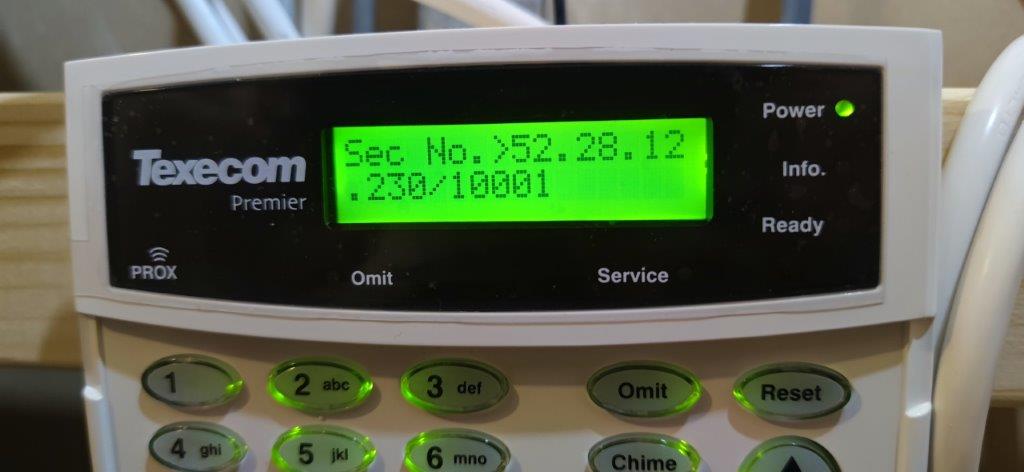 Power
Sec No.>52.28.12
.230/10001
Texecom
Premier
Info.
Ready
PROX
Omit
Service
1
2 abc
3 def
Omit
Reset
4 ghi
5 jkl
6 mno
Chime